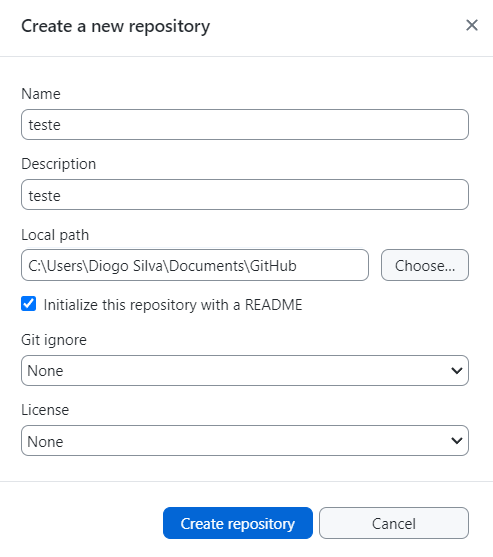 Create a new repository
Name
teste
Description
teste
Local path
C:\Users\Diogo Silva\Documents\GitHub
Choose...
Initialize this repository with a README
Git ignore
None
License
None
Create repository
Cancel